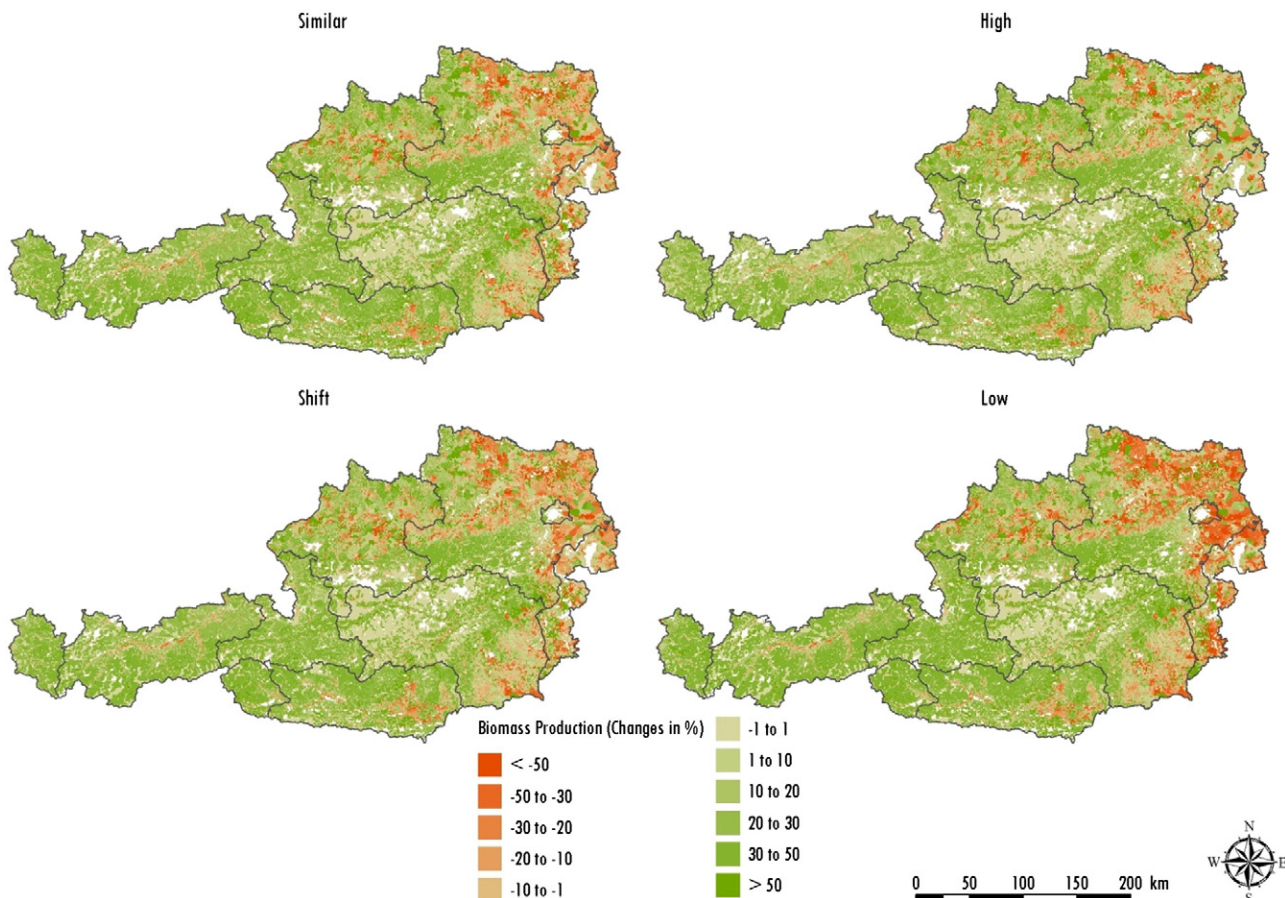 Similar
High
Shift
Low
Biomass Production (Changes in %)
< -50
-50 to -30
-30 to -20
-20 to -10
-10 to -1
-1 to 1
1 to 10
10 to 20
20 to 30
30 to 50
> 50
0 50 100 150 200 km
N
W E
S